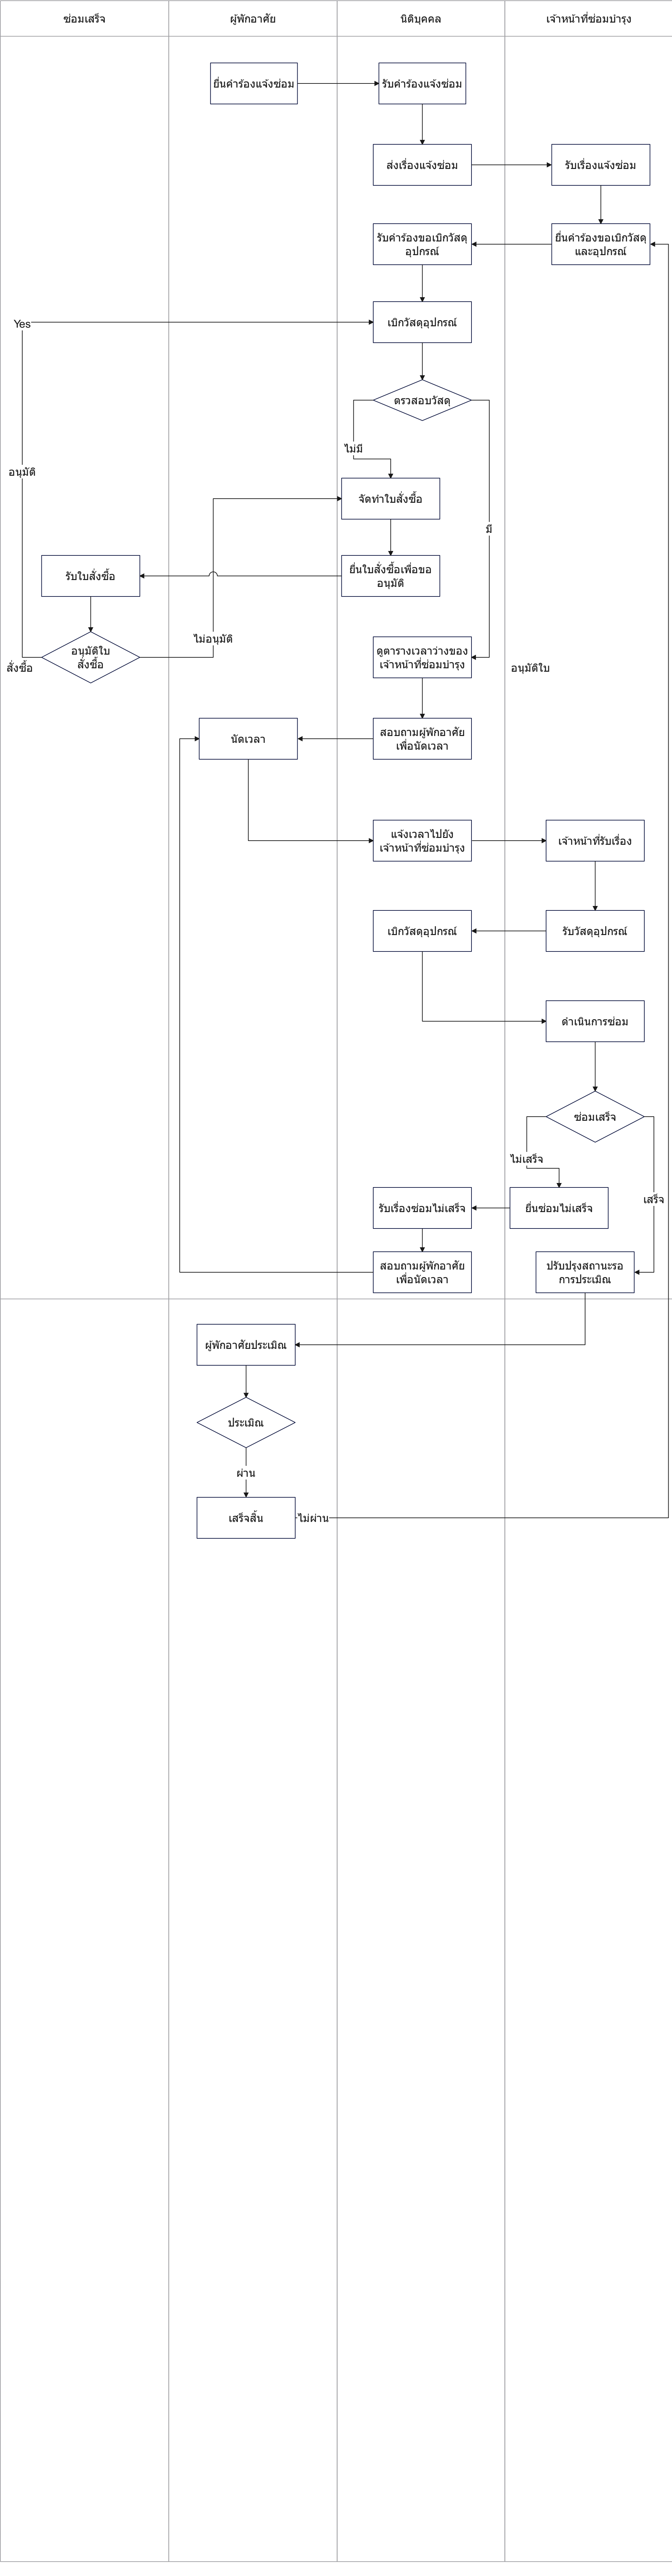 ซ่อมเสร็จ
ผู้พักอาศัย
นิติบุคคล
เจ้าหน้าที่ซ่อมบำรุง
ยื่นคำร้องแจ้งซ่อม
รับคำร้องแจ้งซ่อม
ส่งเรื่องแจ้งซ่อม
รับเรื่องแจ้งซ่อม
รับคำร้องขอเบิกวัสดุ
อุปกรณ์
ยื่นคำร้องขอเบิกวัสดุ
และอุปกรณ์
Yes
เบิกวัสดุอุปกรณ์
ตรวสอบวัสดุ
ไม่มี
อนุมัติ
จัดทำใบสั่งซื้อ
มี
รับใบสั่งซื้อ
ยื่นใบสั่งซื้อเพื่อขอ
อนุมัติ
ไม่อนุมัติ
อนุมัติใบ
สั่งซื้อ
สั่งซื้อ
ดูตารางเวลาว่างของ
เจ้าหน้าที่ซ่อมบำรุง
อนุมัติใบ
นัดเวลา
สอบถามผู้พักอาศัย
เพื่อนัดเวลา
แจ้งเวลาไปยัง
เจ้าหน้าที่ซ่อมบำรุง
เจ้าหน้าที่รับเรื่อง
เบิกวัสดุอุปกรณ์
รับวัสดุอุปกรณ์
ดำเนินการซ่อม
ซ่อมเสร็จ
ไม่เสร็จ
เสร็จ
รับเรื่องซ่อมไม่เสร็จ
ยื่นซ่อมไม่เสร็จ
สอบถามผู้พักอาศัย
เพื่อนัดเวลา
ปรับปรุงสถานะรอ
การประเมิน
ผู้พักอาศัยประเมิณ
ประเมิณ
ผ่าน
เสร็จสิ้น
ไม่ผ่าน